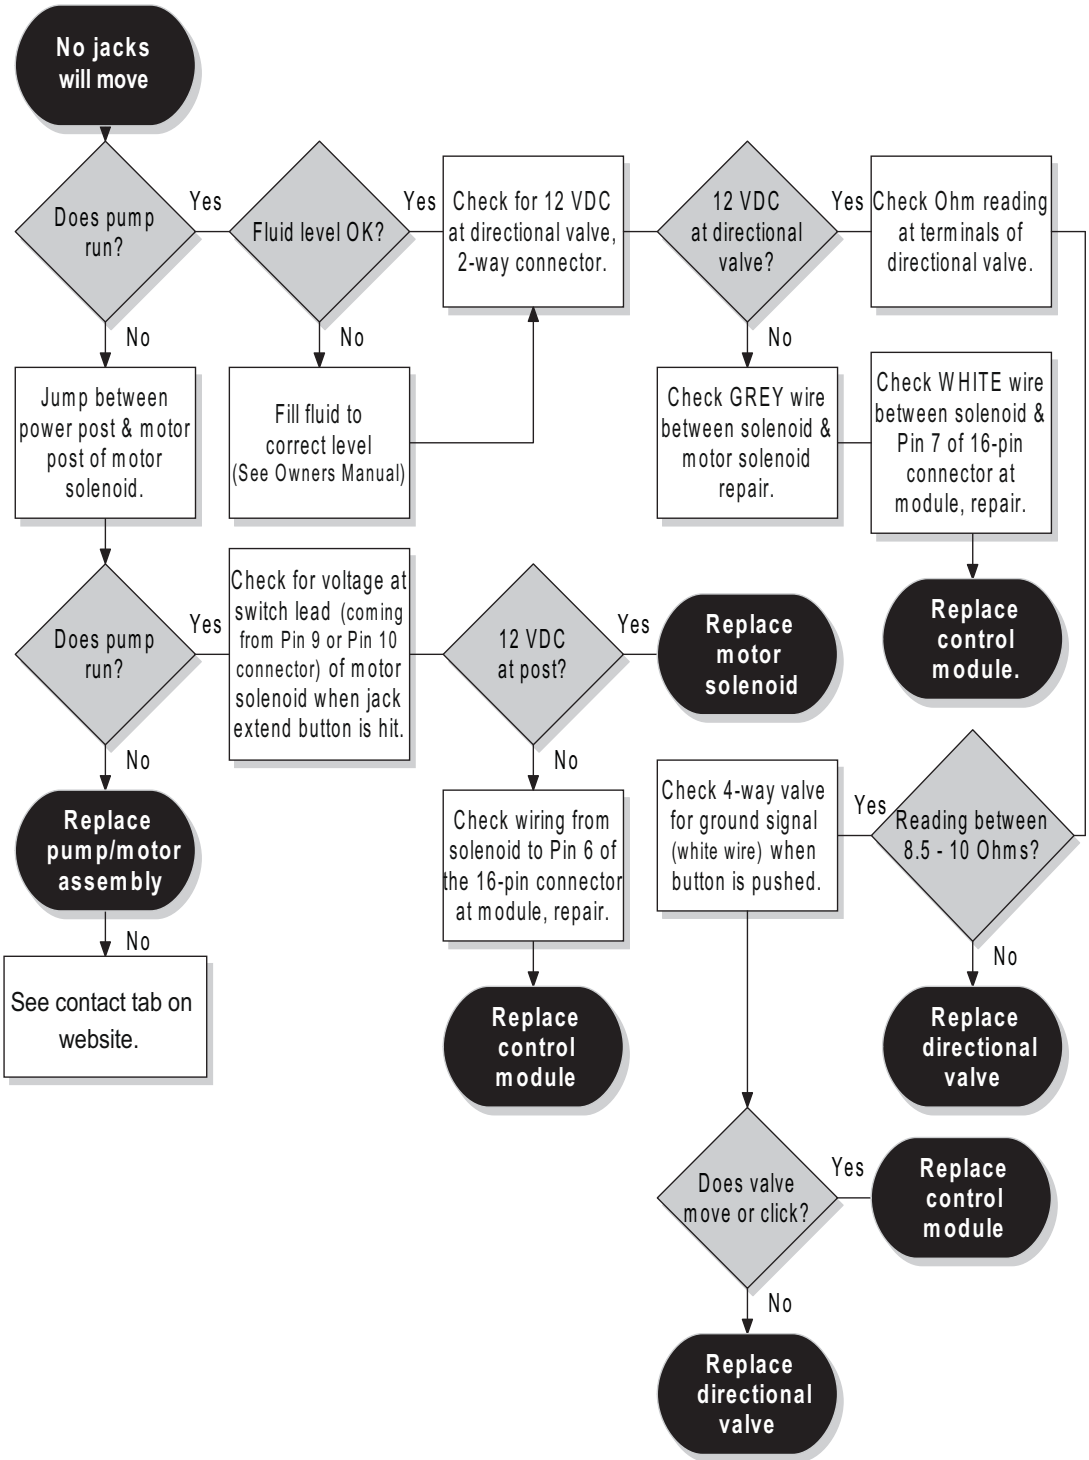 No jacks
will move
Does pump
run?
Yes
No
Fluid level OK?
Yes
No
Check for 12 VDC
at directional valve,
2-way connector.
12 VDC
at directional
valve?
Yes
No
Check Ohm reading
at terminals of
directional valve.
Jump between
power post & motor
post of motor
solenoid.
Fill fluid to
correct level
(See Owners Manual)
Check GREY wire
between solenoid &
motor solenoid
repair.
Check WHITE wire
between solenoid &
Pin 7 of 16-pin
connector at
module, repair.
Does pump
run?
Yes
No
Check for voltage at
switch lead (coming
from Pin 9 or Pin 10
connector) of motor
solenoid when jack
extend button is hit.
12 VDC
at post?
Yes
No
Replace
motor
solenoid
Replace
control
module.
Replace
pump/motor
assembly
No
See contact tab on
website.
Check wiring from
solenoid to Pin 6 of
the 16-pin connector
at module, repair.
Replace
control
module
Check 4-way valve
for ground signal
(white wire) when
button is pushed.
Yes
Reading between
8.5 - 10 Ohms?
No
Replace
directional
valve
Does valve
move or click?
Yes
No
Replace
control
module
Replace
directional
valve